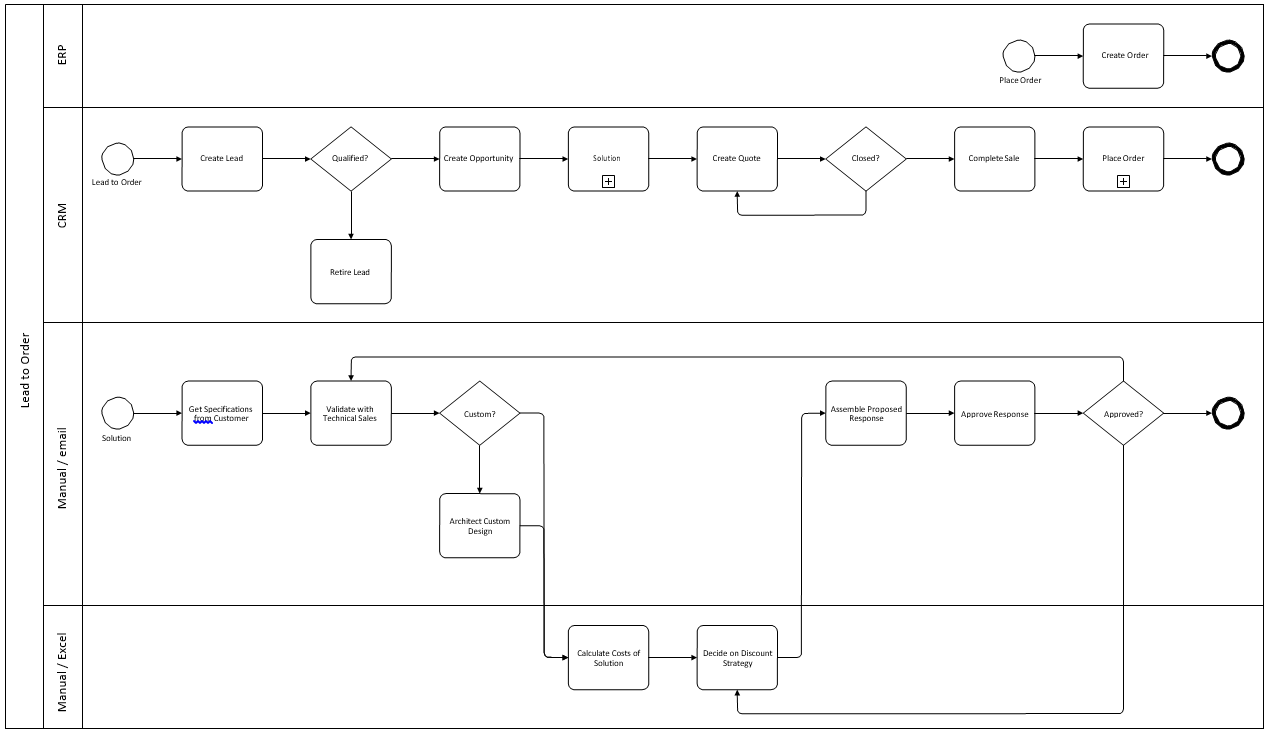 Lead to Order
ERP
Place Order
Create Order
CRM
Lead to Order
Create Lead
Qualified?
Create Opportunity
Solution
Create Quote
Closed?
Complete Sale
Place Order
Retire Lead
Manual / email
Solution
Get Specifications
from Customer
Validate with
Technical Sales
Custom?
Assemble Proposed
Response
Approve Response
Approved?
Architect Custom
Design
Manual / Excel
Calculate Costs of
Solution
Decide on Discount
Strategy